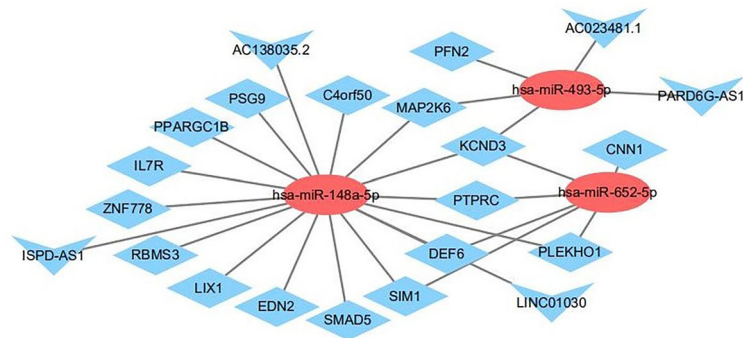 AC023481.1
AC138035.2
PFN2
hsa-miR-493-5p
PARD6G-AS1
PSG9
C4orf50
MAP2K6
PPARGC1B
KCND3
CNN1
IL7R
hsa-miR-148a-5p
PTPRC
hsa-miR-652-5p
ZNF778
ISPD-AS1
RBMS3
DEF6
PLEKHO1
LIX1
EDN2
SMAD5
SIM1
LINC01030